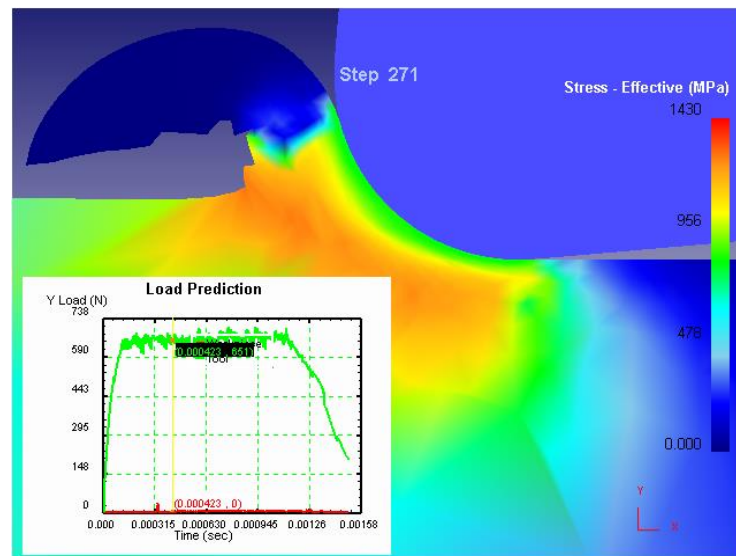 Step 271
Stress - Effective (MPa)
1430
956
478
0.000
Load Prediction
Y Load (N)
738
590
443
295
148
0
(0.000423 , 651)
Tool
(0.000423 , 0)
0.000 0.000315 0.000630 0.000945 0.00126 0.00158
Time (sec)
Y
X